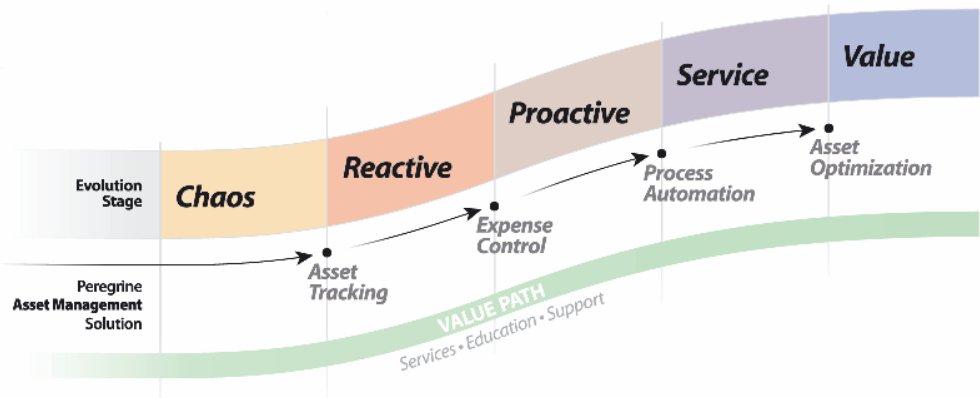 Evolution
Stage
Chaos
Reactive
Proactive
Service
Value
Peregrine
Asset Management
Solution
Asset
Tracking
Expense
Control
Process
Automation
Asset
Optimization
VALUE PATH
Services • Education • Support